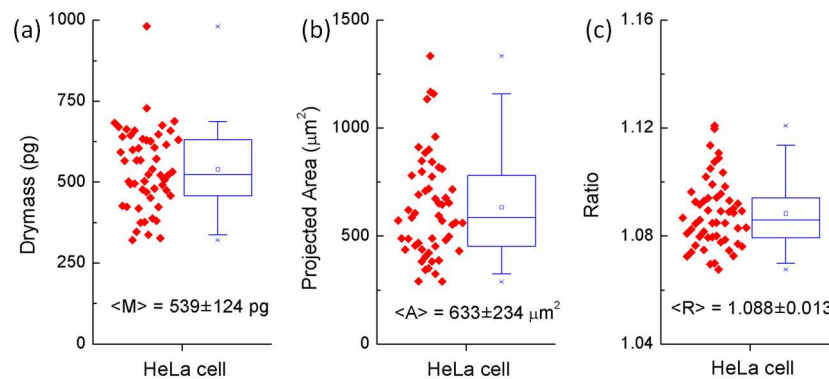 (a)
1000
750
500
250
0
Drymass (pg)
<M> = 539±124 pg
HeLa cell
(b)
1500
1000
500
0
Projected Area (μm²)
<A> = 633±234 μm²
HeLa cell
(c)
1.16
1.12
1.08
1.04
Ratio
<R> = 1.088±0.013
HeLa cell